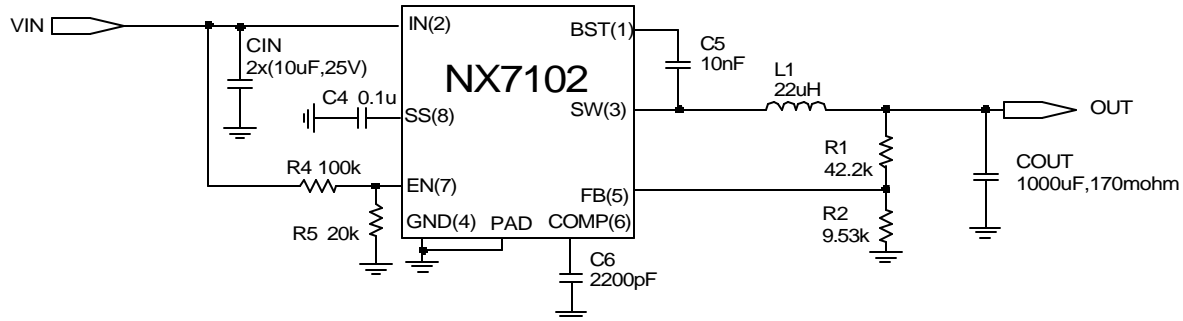 VIN
IN(2)
BST(1)
CIN
2x(10uF,25V)
C5
10nF
NX7102
L1
22uH
C4 0.1u
SS(8)
SW(3)
OUT
R1
42.2k
COUT
1000uF,170mohm
R4 100k
EN(7)
FB(5)
R2
9.53k
R5 20k
GND(4)
PAD
COMP(6)
C6
2200pF